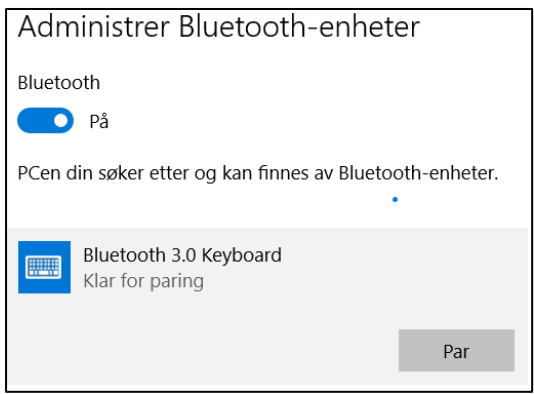 Administrer Bluetooth-enheter
Bluetooth
På
PCen din søker etter og kan finnes av Bluetooth-enheter.
Bluetooth 3.0 Keyboard
Klar for paring
Par